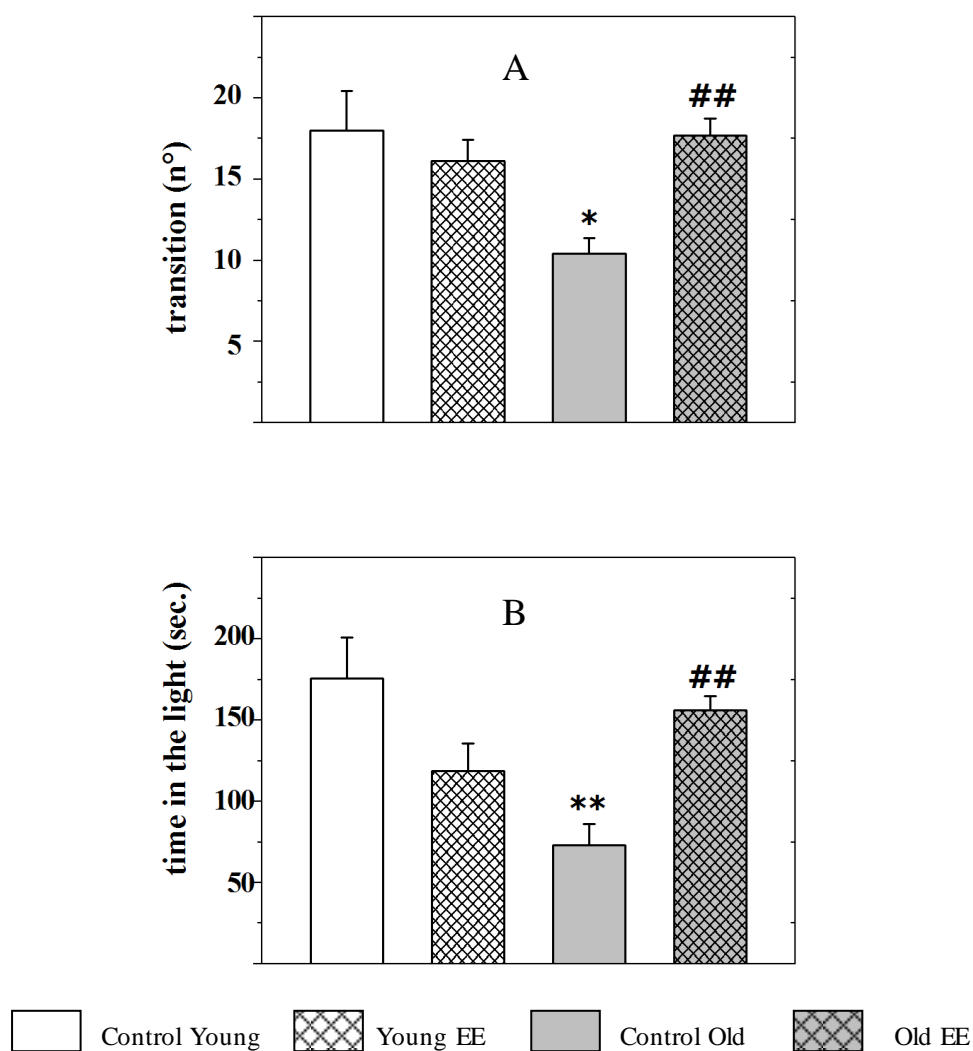 A
transition (n°)
20
15
10
5
*
##
B
time in the light (sec.)
200
150
100
50
**
##
Control Young Young EE Control Old Old EE